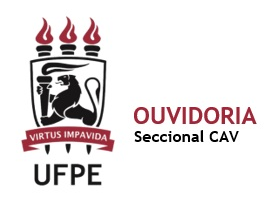 VIRTUS IMPAVIDA
UFPE
OUVIDORIA
Seccional CAV